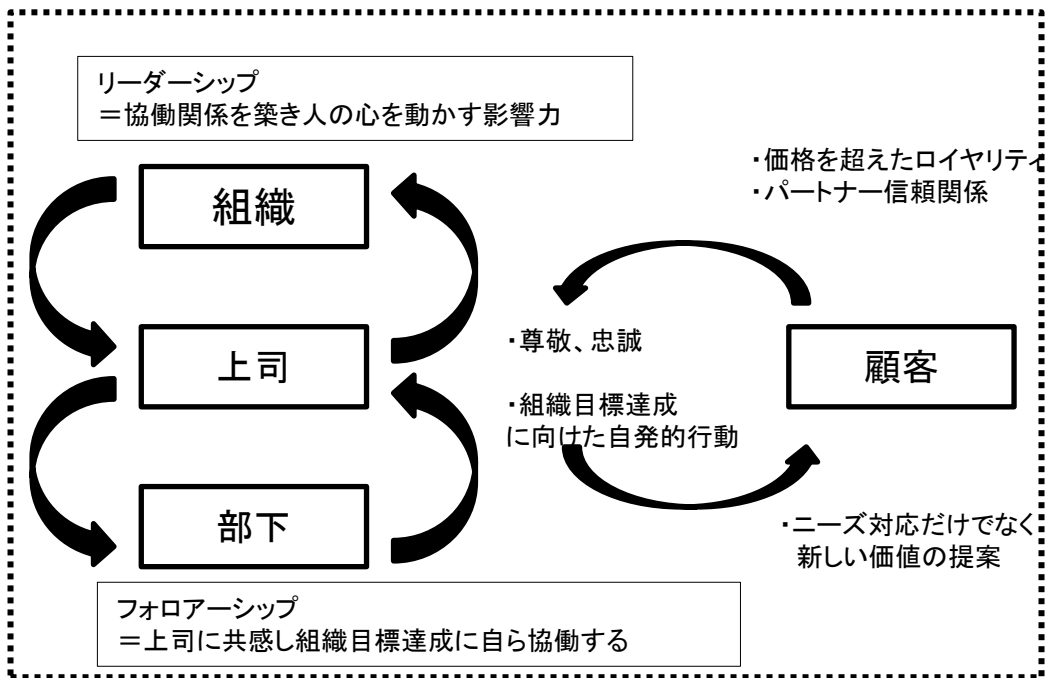 リーダーシップ
＝協働関係を築き人の心を動かす影響力
・価格を超えたロイヤリティ
・パートナー信頼関係
組織
・尊敬、忠誠
上司
顧客
・組織目標達成
に向けた自発的行動
部下
・ニーズ対応だけでなく
新しい価値の提案
フォロアーシップ
＝上司に共感し組織目標達成に自ら協働する